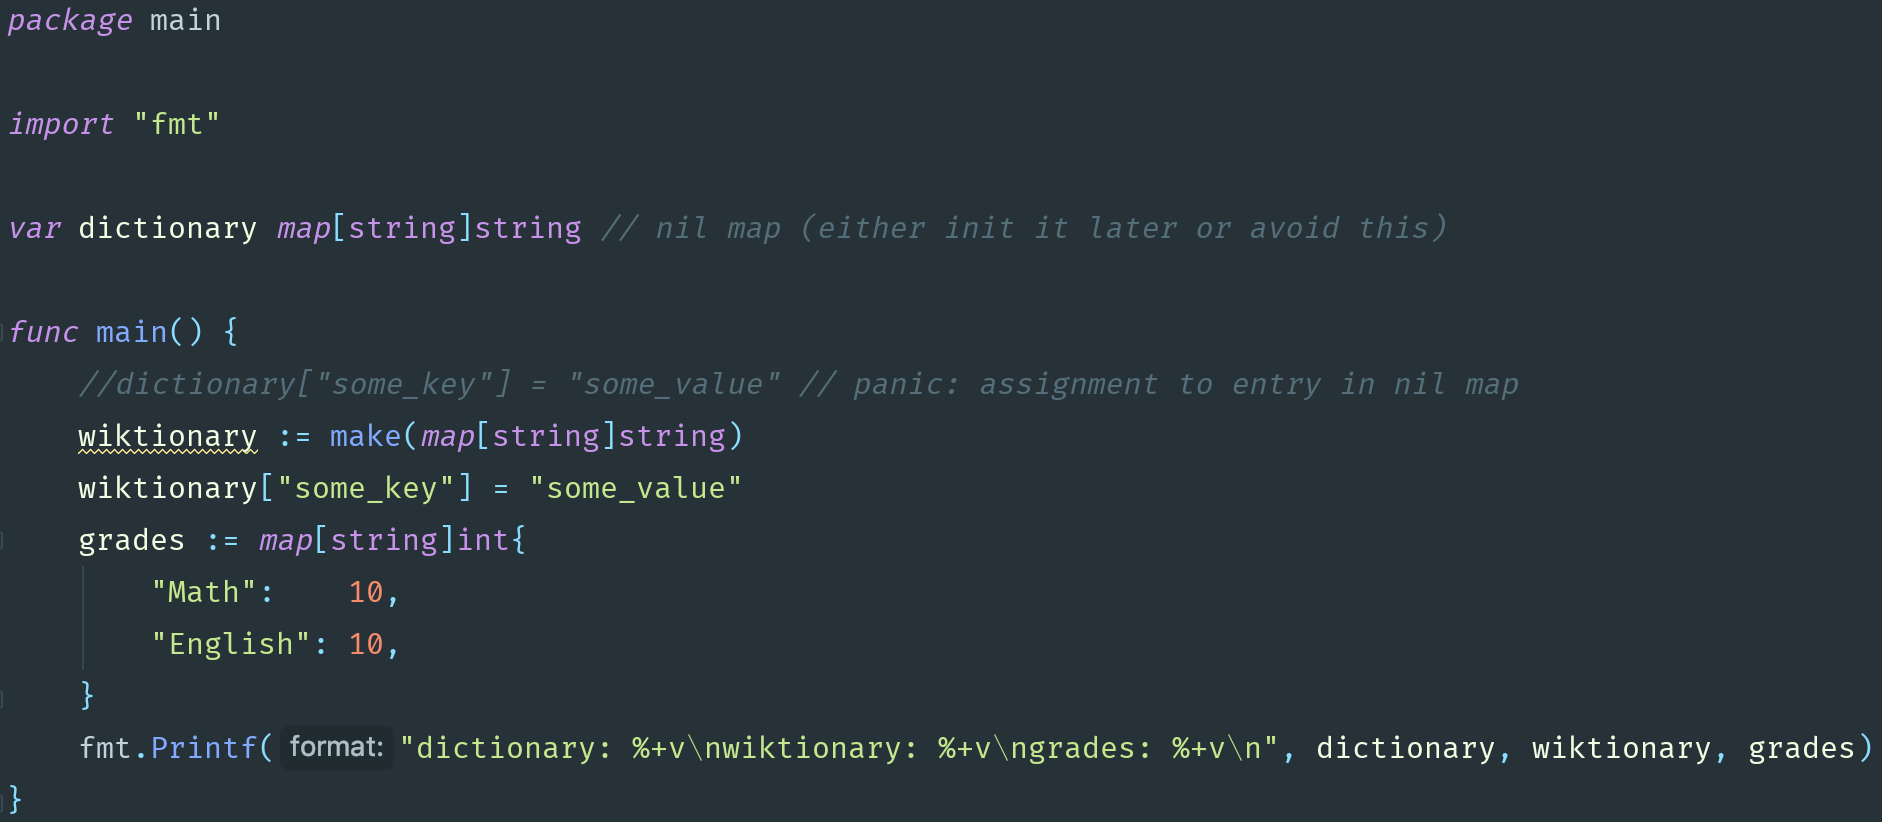 package main
import "fmt"
var dictionary map[string]string // nil map (either init it later or avoid this)
func main() {
//dictionary["some_key"] = "some_value" // panic: assignment to entry in nil map
wiktionary := make(map[string]string)
wiktionary["some_key"] = "some_value"
grades := map[string]int{
"Math":    10,
"English": 10,
}
fmt.Printf( format: "dictionary: %+v\nwiktionary: %+v\ngrades: %+v\n", dictionary, wiktionary, grades)
}